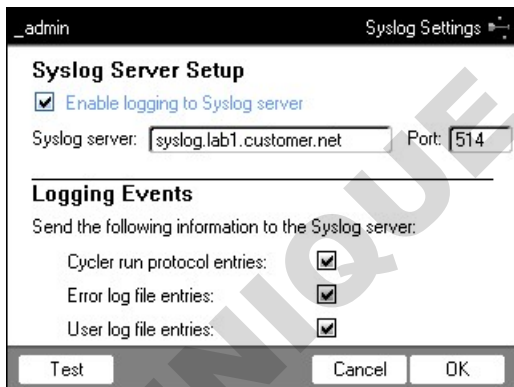 _admin Syslog Settings
Syslog Server Setup
Enable logging to Syslog server
Syslog server: syslog.lab1.customer.net Port: 514
Logging Events
Send the following information to the Syslog server:
Cycler run protocol entries:
Error log file entries:
User log file entries:
Test Cancel OK
NIQUE